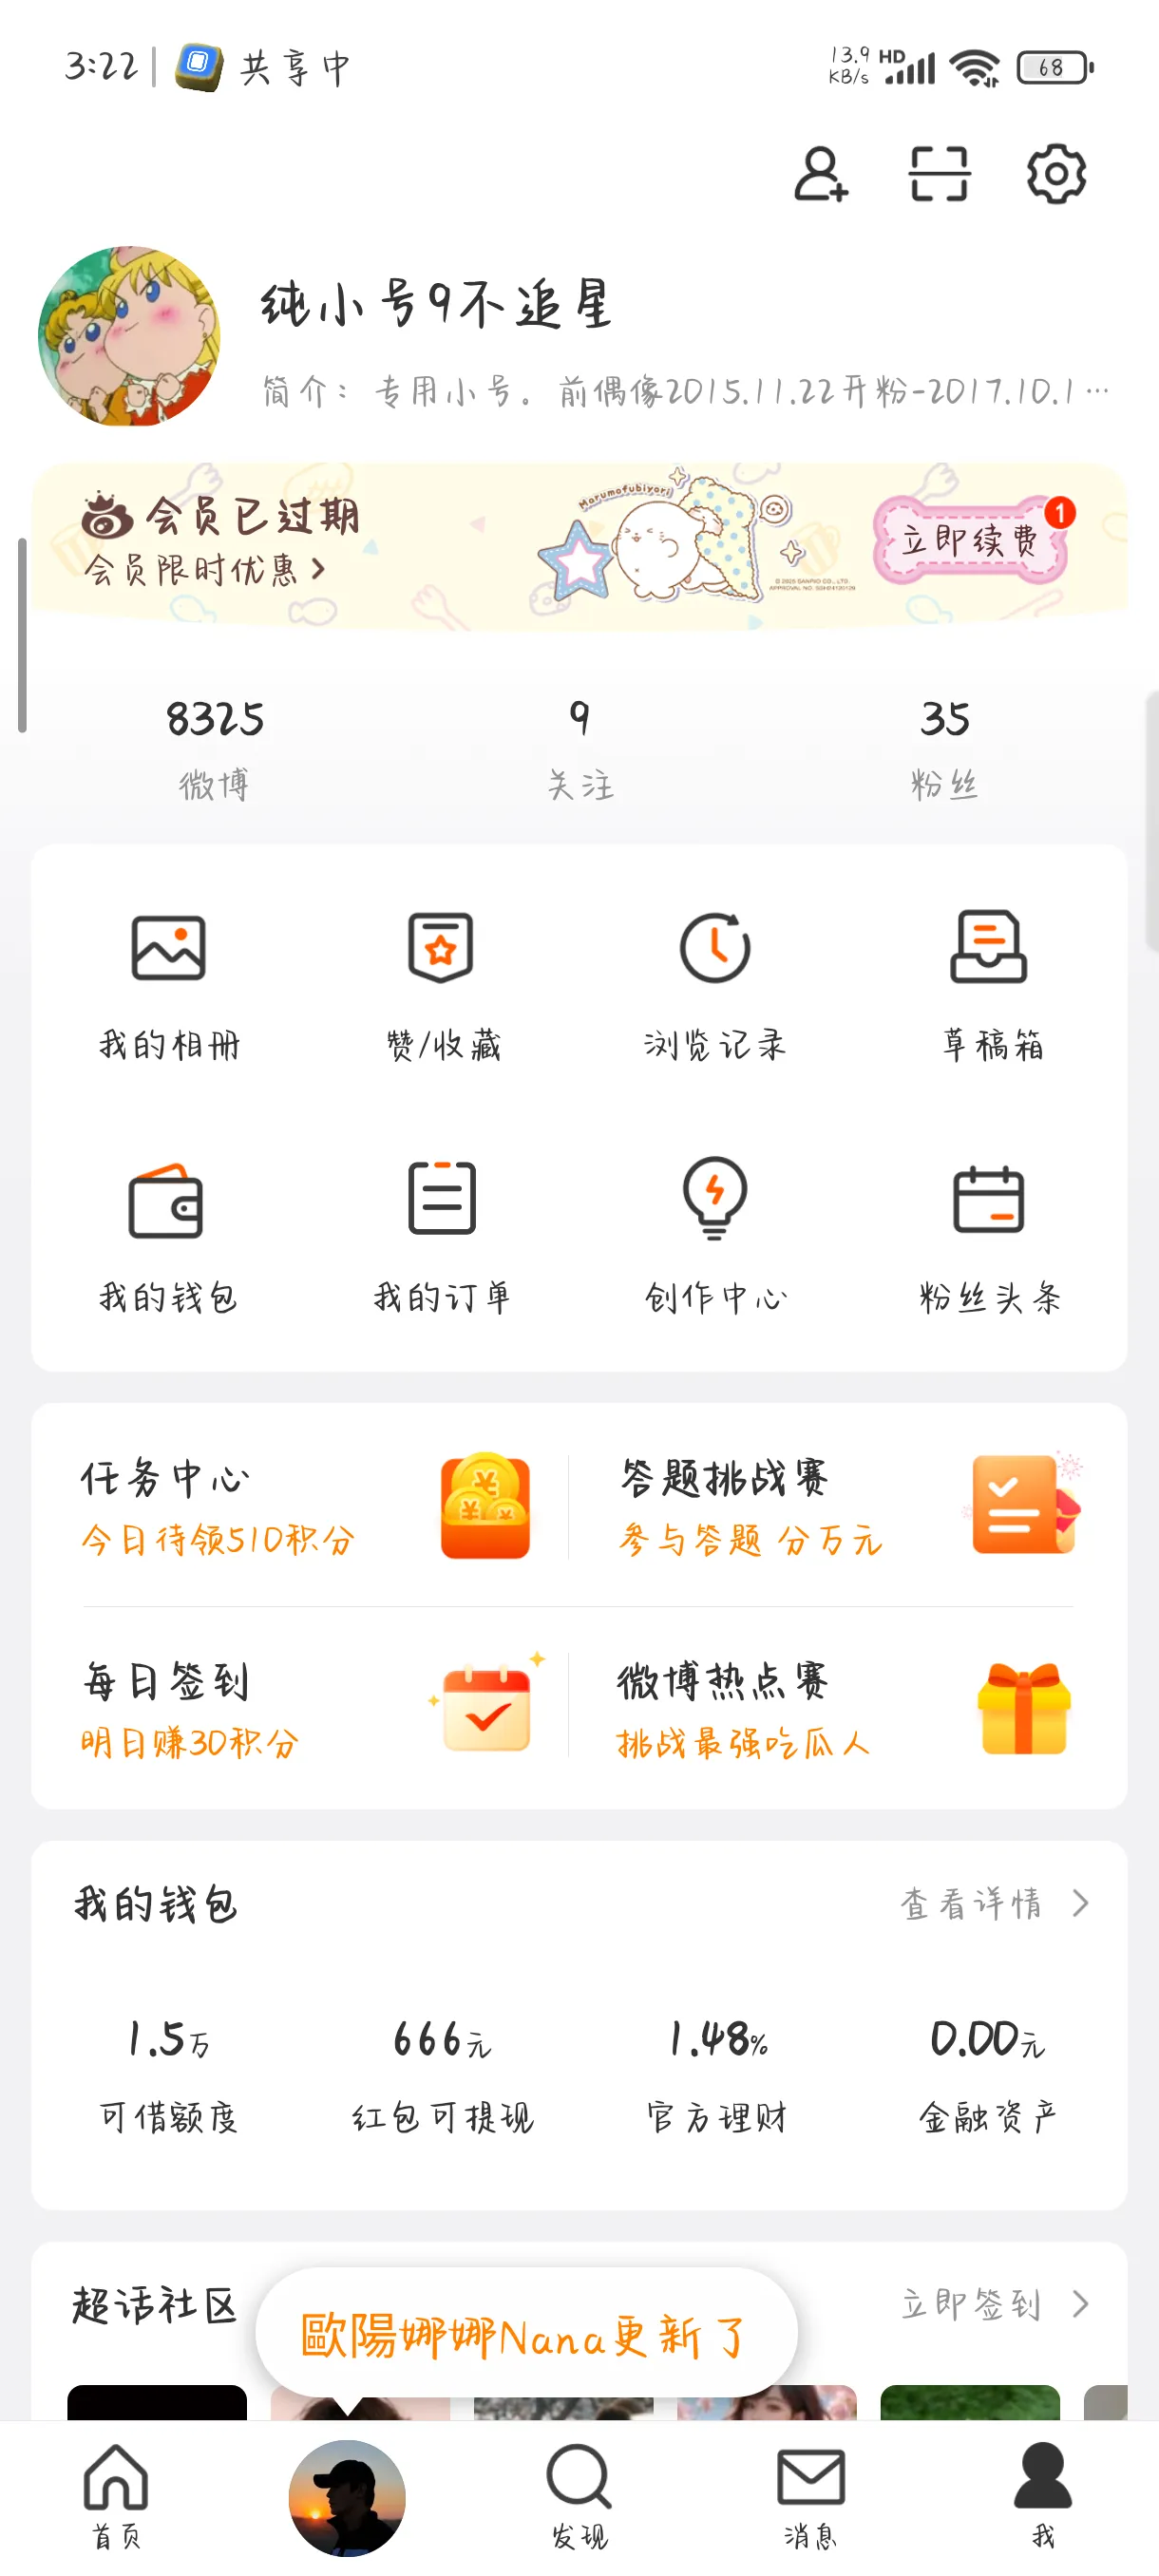 3:22 共享中 13.9 KB/s HD 68
纯小号9不追星
简介：专用小号。前偶像2015.11.22开粉-2017.10.1…
会员已过期
会员限时优惠
Marumofubiyori
立即续费 1
8325 9 35
微博 关注 粉丝
我的相册 赞/收藏 浏览记录 草稿箱
我的钱包 我的订单 创作中心 粉丝头条
任务中心 答题挑战赛
今日待领510积分 参与答题 分万元
每日签到 微博热点赛
明日赚30积分 挑战最强吃瓜人
我的钱包 查看详情
1.5万 666元 1.48% 0.00元
可借额度 红包可提现 官方理财 金融资产
超话社区 立即签到
歐陽娜娜Nana更新了
首页 发现 消息 我